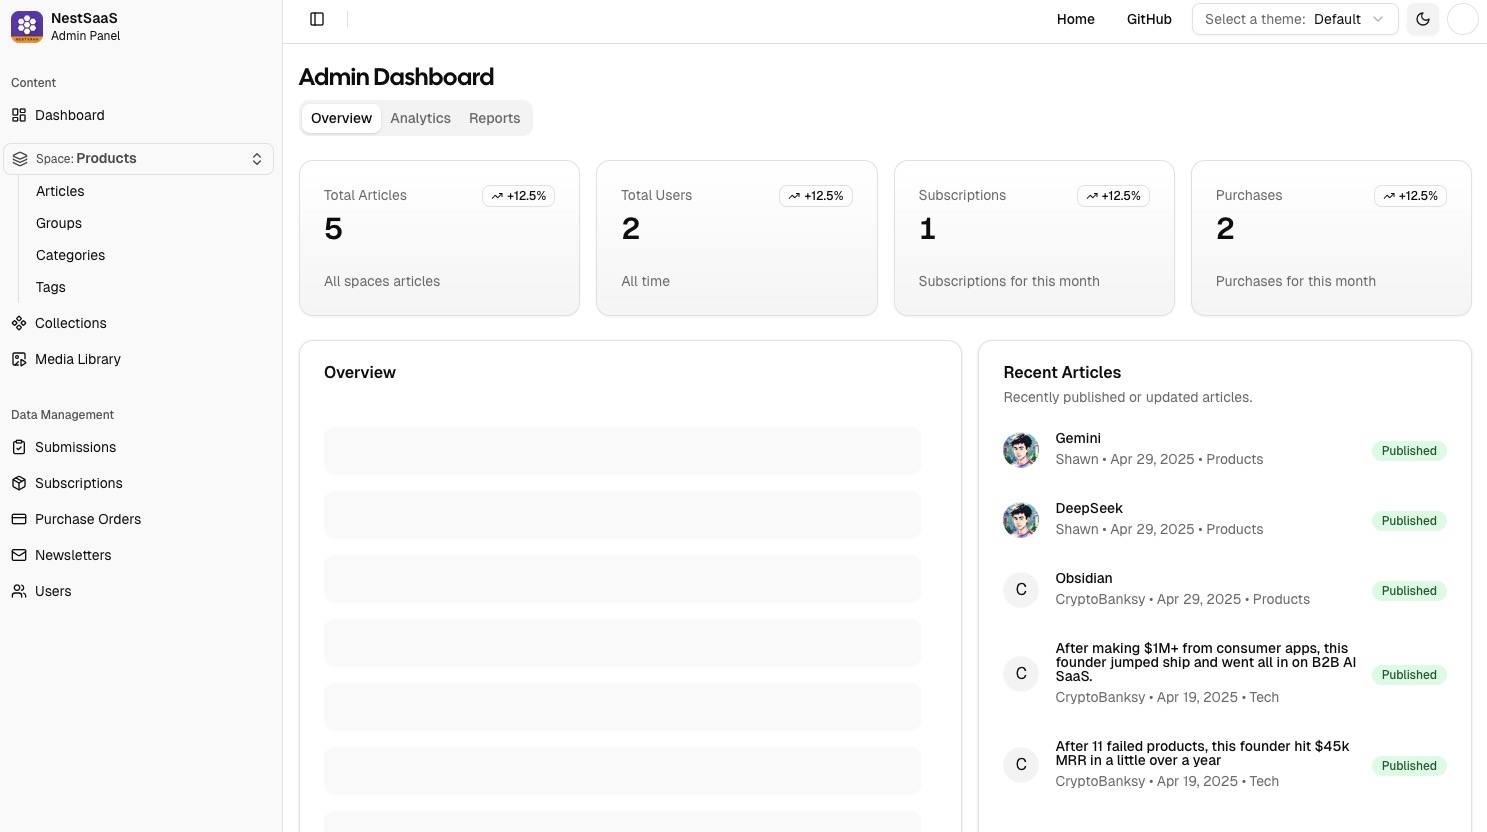 NestSaaS
Admin Panel
Content
Dashboard
Space: Products
Articles
Groups
Categories
Tags
Collections
Media Library
Data Management
Submissions
Subscriptions
Purchase Orders
Newsletters
Users
Home
GitHub
Select a theme: Default
Admin Dashboard
Overview
Analytics
Reports
Total Articles
+12.5%
5
All spaces articles
Total Users
+12.5%
2
All time
Subscriptions
+12.5%
1
Subscriptions for this month
Purchases
+12.5%
2
Purchases for this month
Overview
Recent Articles
Recently published or updated articles.
Gemini
Shawn • Apr 29, 2025 • Products
Published
DeepSeek
Shawn • Apr 29, 2025 • Products
Published
C
Obsidian
CryptoBanksy • Apr 29, 2025 • Products
Published
C
After making $1M+ from consumer apps, this
founder jumped ship and went all in on B2B AI
SaaS.
CryptoBanksy • Apr 19, 2025 • Tech
Published
C
After 11 failed products, this founder hit $45k
MRR in a little over a year
CryptoBanksy • Apr 19, 2025 • Tech
Published